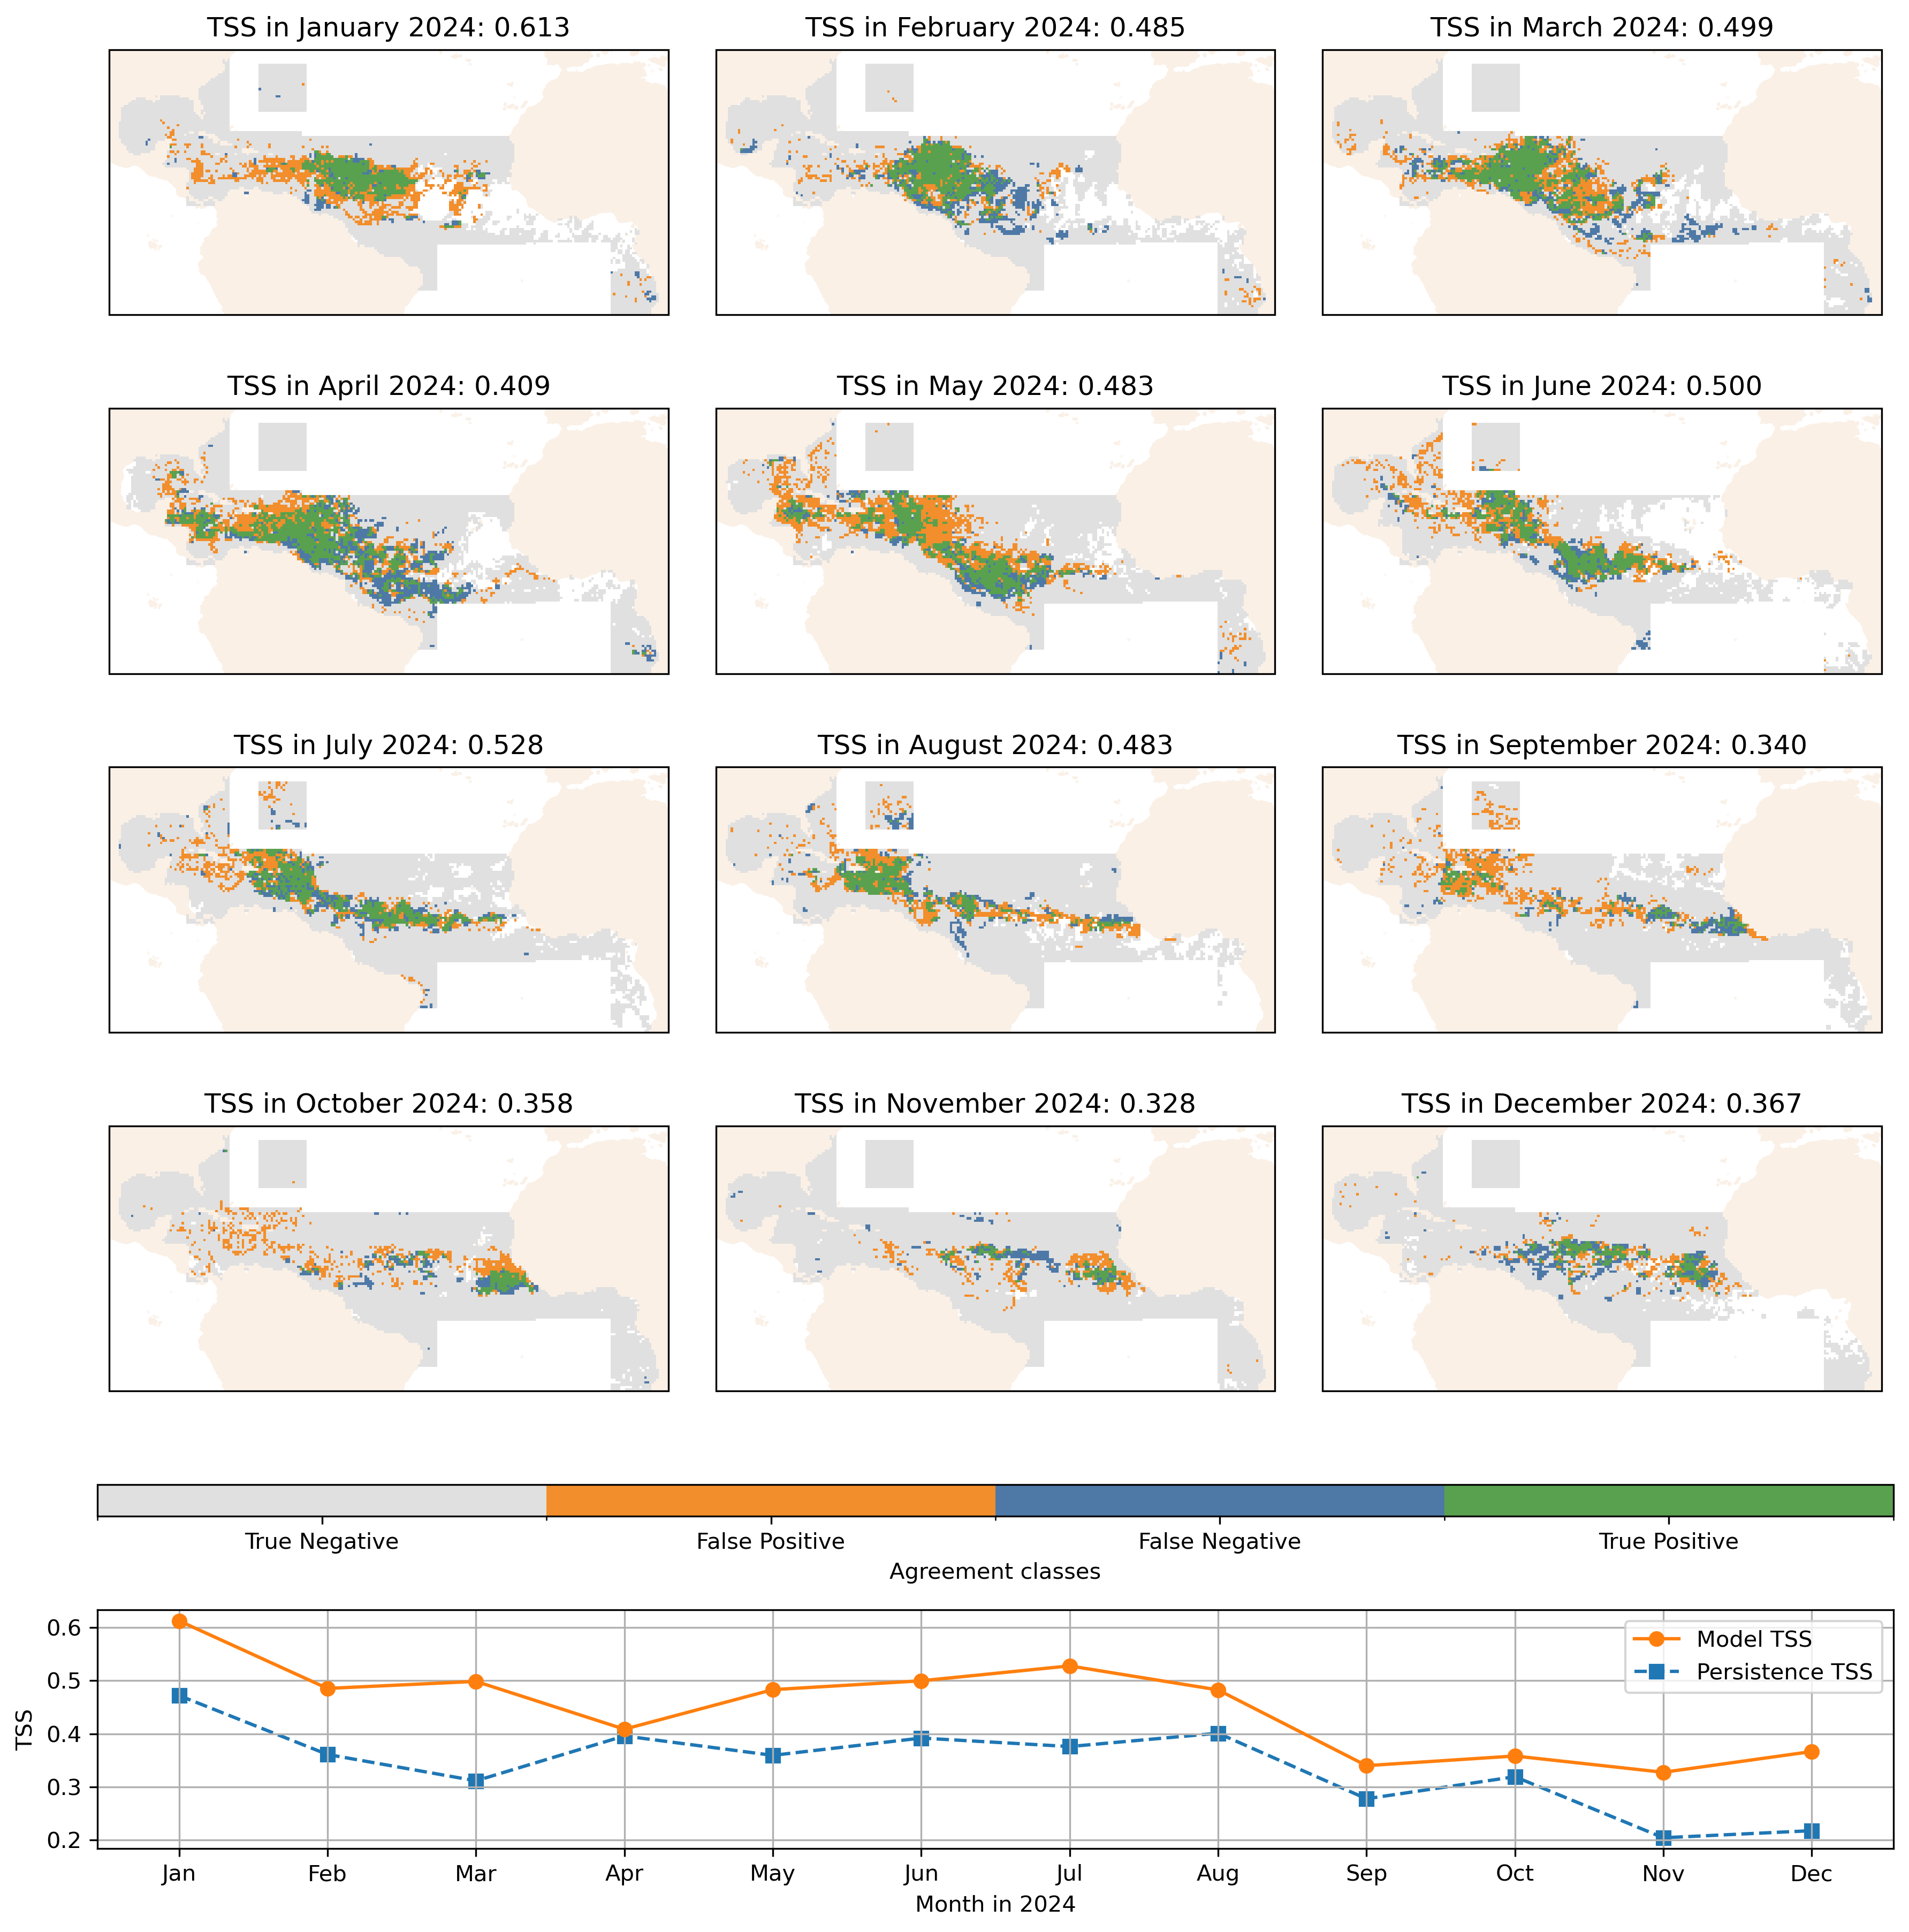 TSS in January 2024: 0.613
TSS in February 2024: 0.485
TSS in March 2024: 0.499
TSS in April 2024: 0.409
TSS in May 2024: 0.483
TSS in June 2024: 0.500
TSS in July 2024: 0.528
TSS in August 2024: 0.483
TSS in September 2024: 0.340
TSS in October 2024: 0.358
TSS in November 2024: 0.328
TSS in December 2024: 0.367
True Negative
False Positive
False Negative
True Positive
Agreement classes
TSS
0.6
0.5
0.4
0.3
0.2
Model TSS
Persistence TSS
Jan
Feb
Mar
Apr
May
Jun
Jul
Aug
Sep
Oct
Nov
Dec
Month in 2024